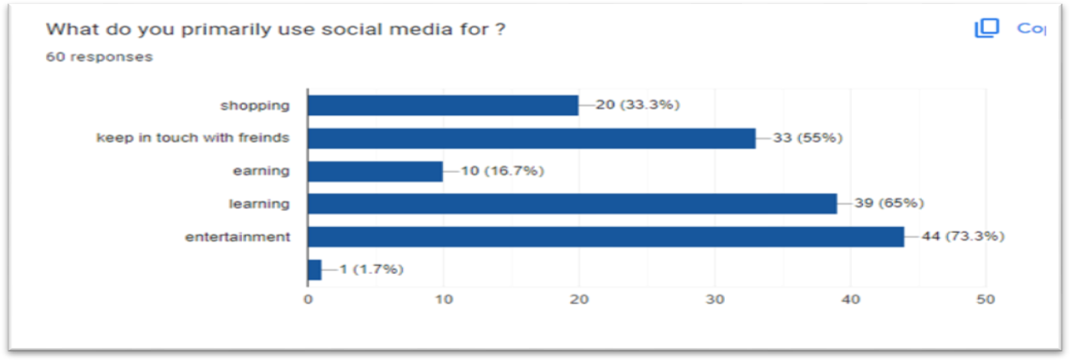 What do you primarily use social media for ?
Co
60 responses
shopping 20 (33.3%)
keep in touch with freinds 33 (55%)
earning 10 (16.7%)
learning 39 (65%)
entertainment 44 (73.3%)
1 (1.7%)
0 10 20 30 40 50